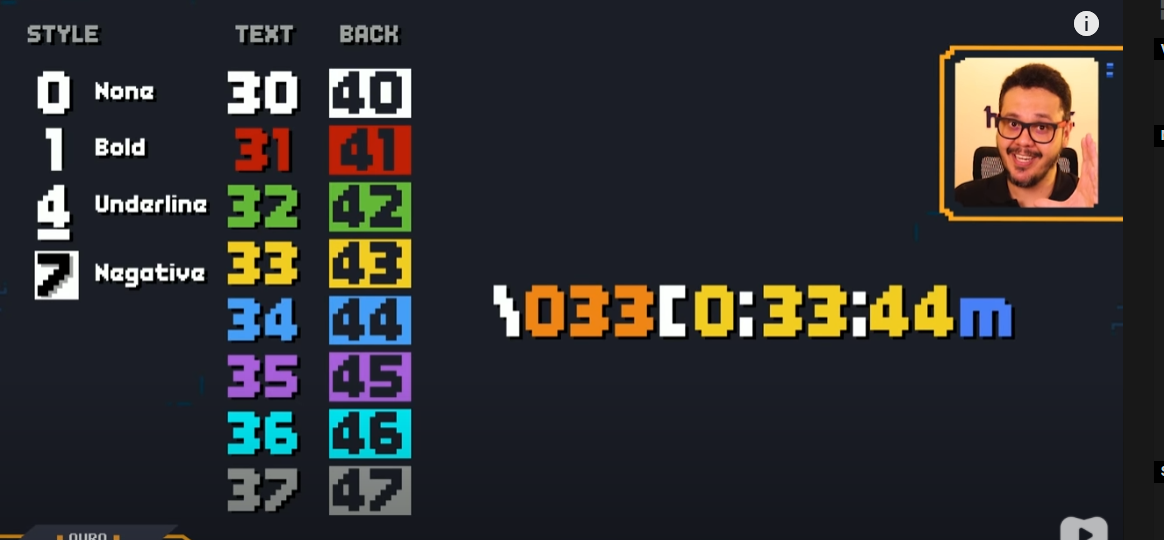 STYLE TEXT BACK
0 None 30 40
1 Bold 31 41
4 Underline 32 42
7 Negative 33 43
34 44
35 45
36 46
37 47
\033[0;33;44m